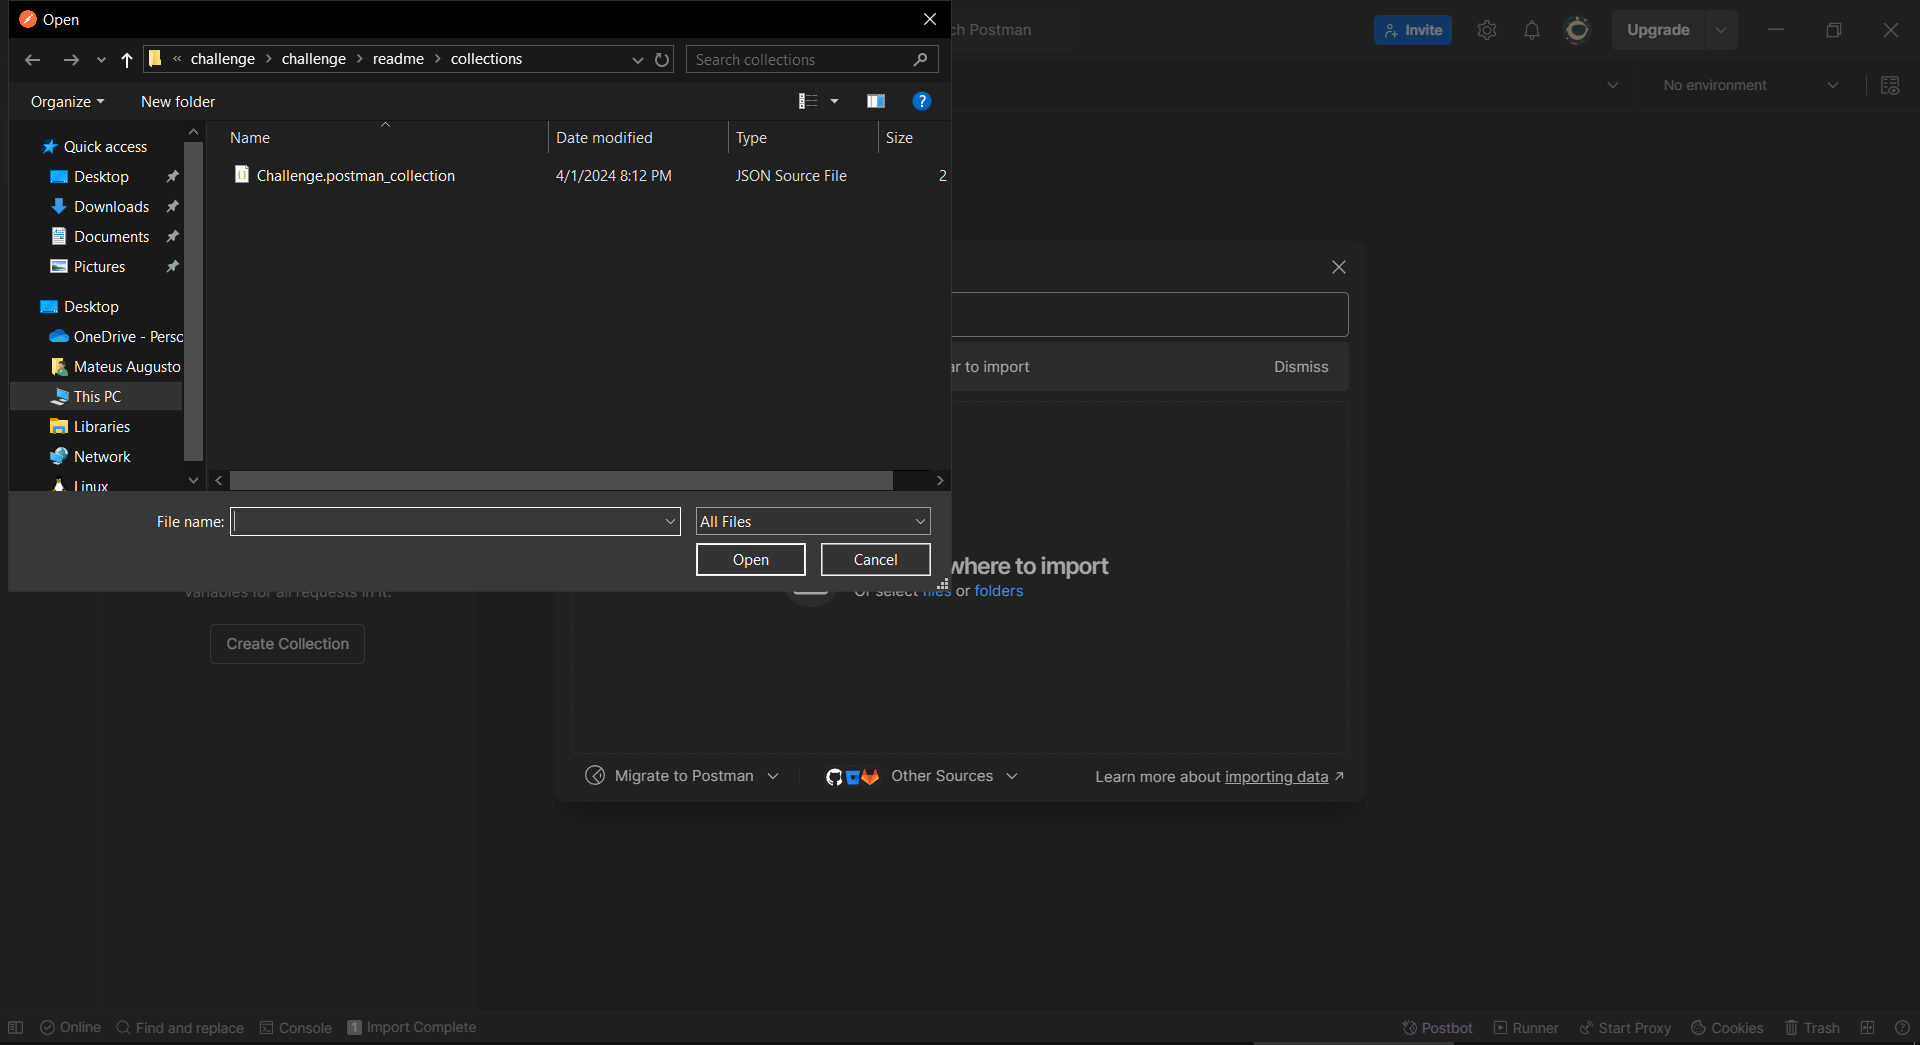 Open
challenge > challenge > readme > collections
Search collections
Organize
New folder
Name
Date modified
Type
Size
Challenge.postman_collection
4/1/2024 8:12 PM
JSON Source File
2
Quick access
Desktop
Downloads
Documents
Pictures
Desktop
OneDrive - Perso
Mateus Augusto
This PC
Libraries
Network
Linux
File name:
All Files
Open
Cancel
ch Postman
Invite
Upgrade
No environment
ar to import
Dismiss
where to import
Or select files or folders
variables for all requests in it.
Create Collection
Migrate to Postman
Other Sources
Learn more about importing data
Online
Find and replace
Console
1 Import Complete
Postbot
Runner
Start Proxy
Cookies
Trash